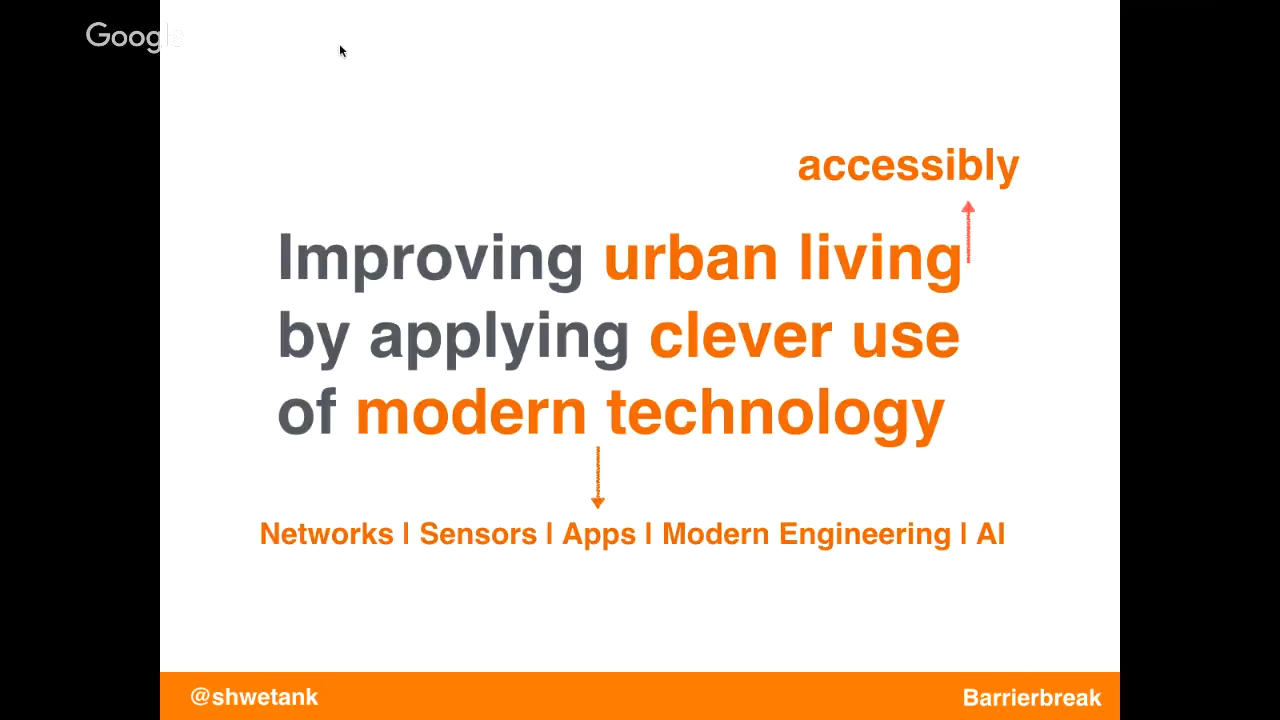 Google
accessibly
Improving urban living
by applying clever use
of modern technology
Networks | Sensors | Apps | Modern Engineering | AI
@shwetank
Barrierbreak